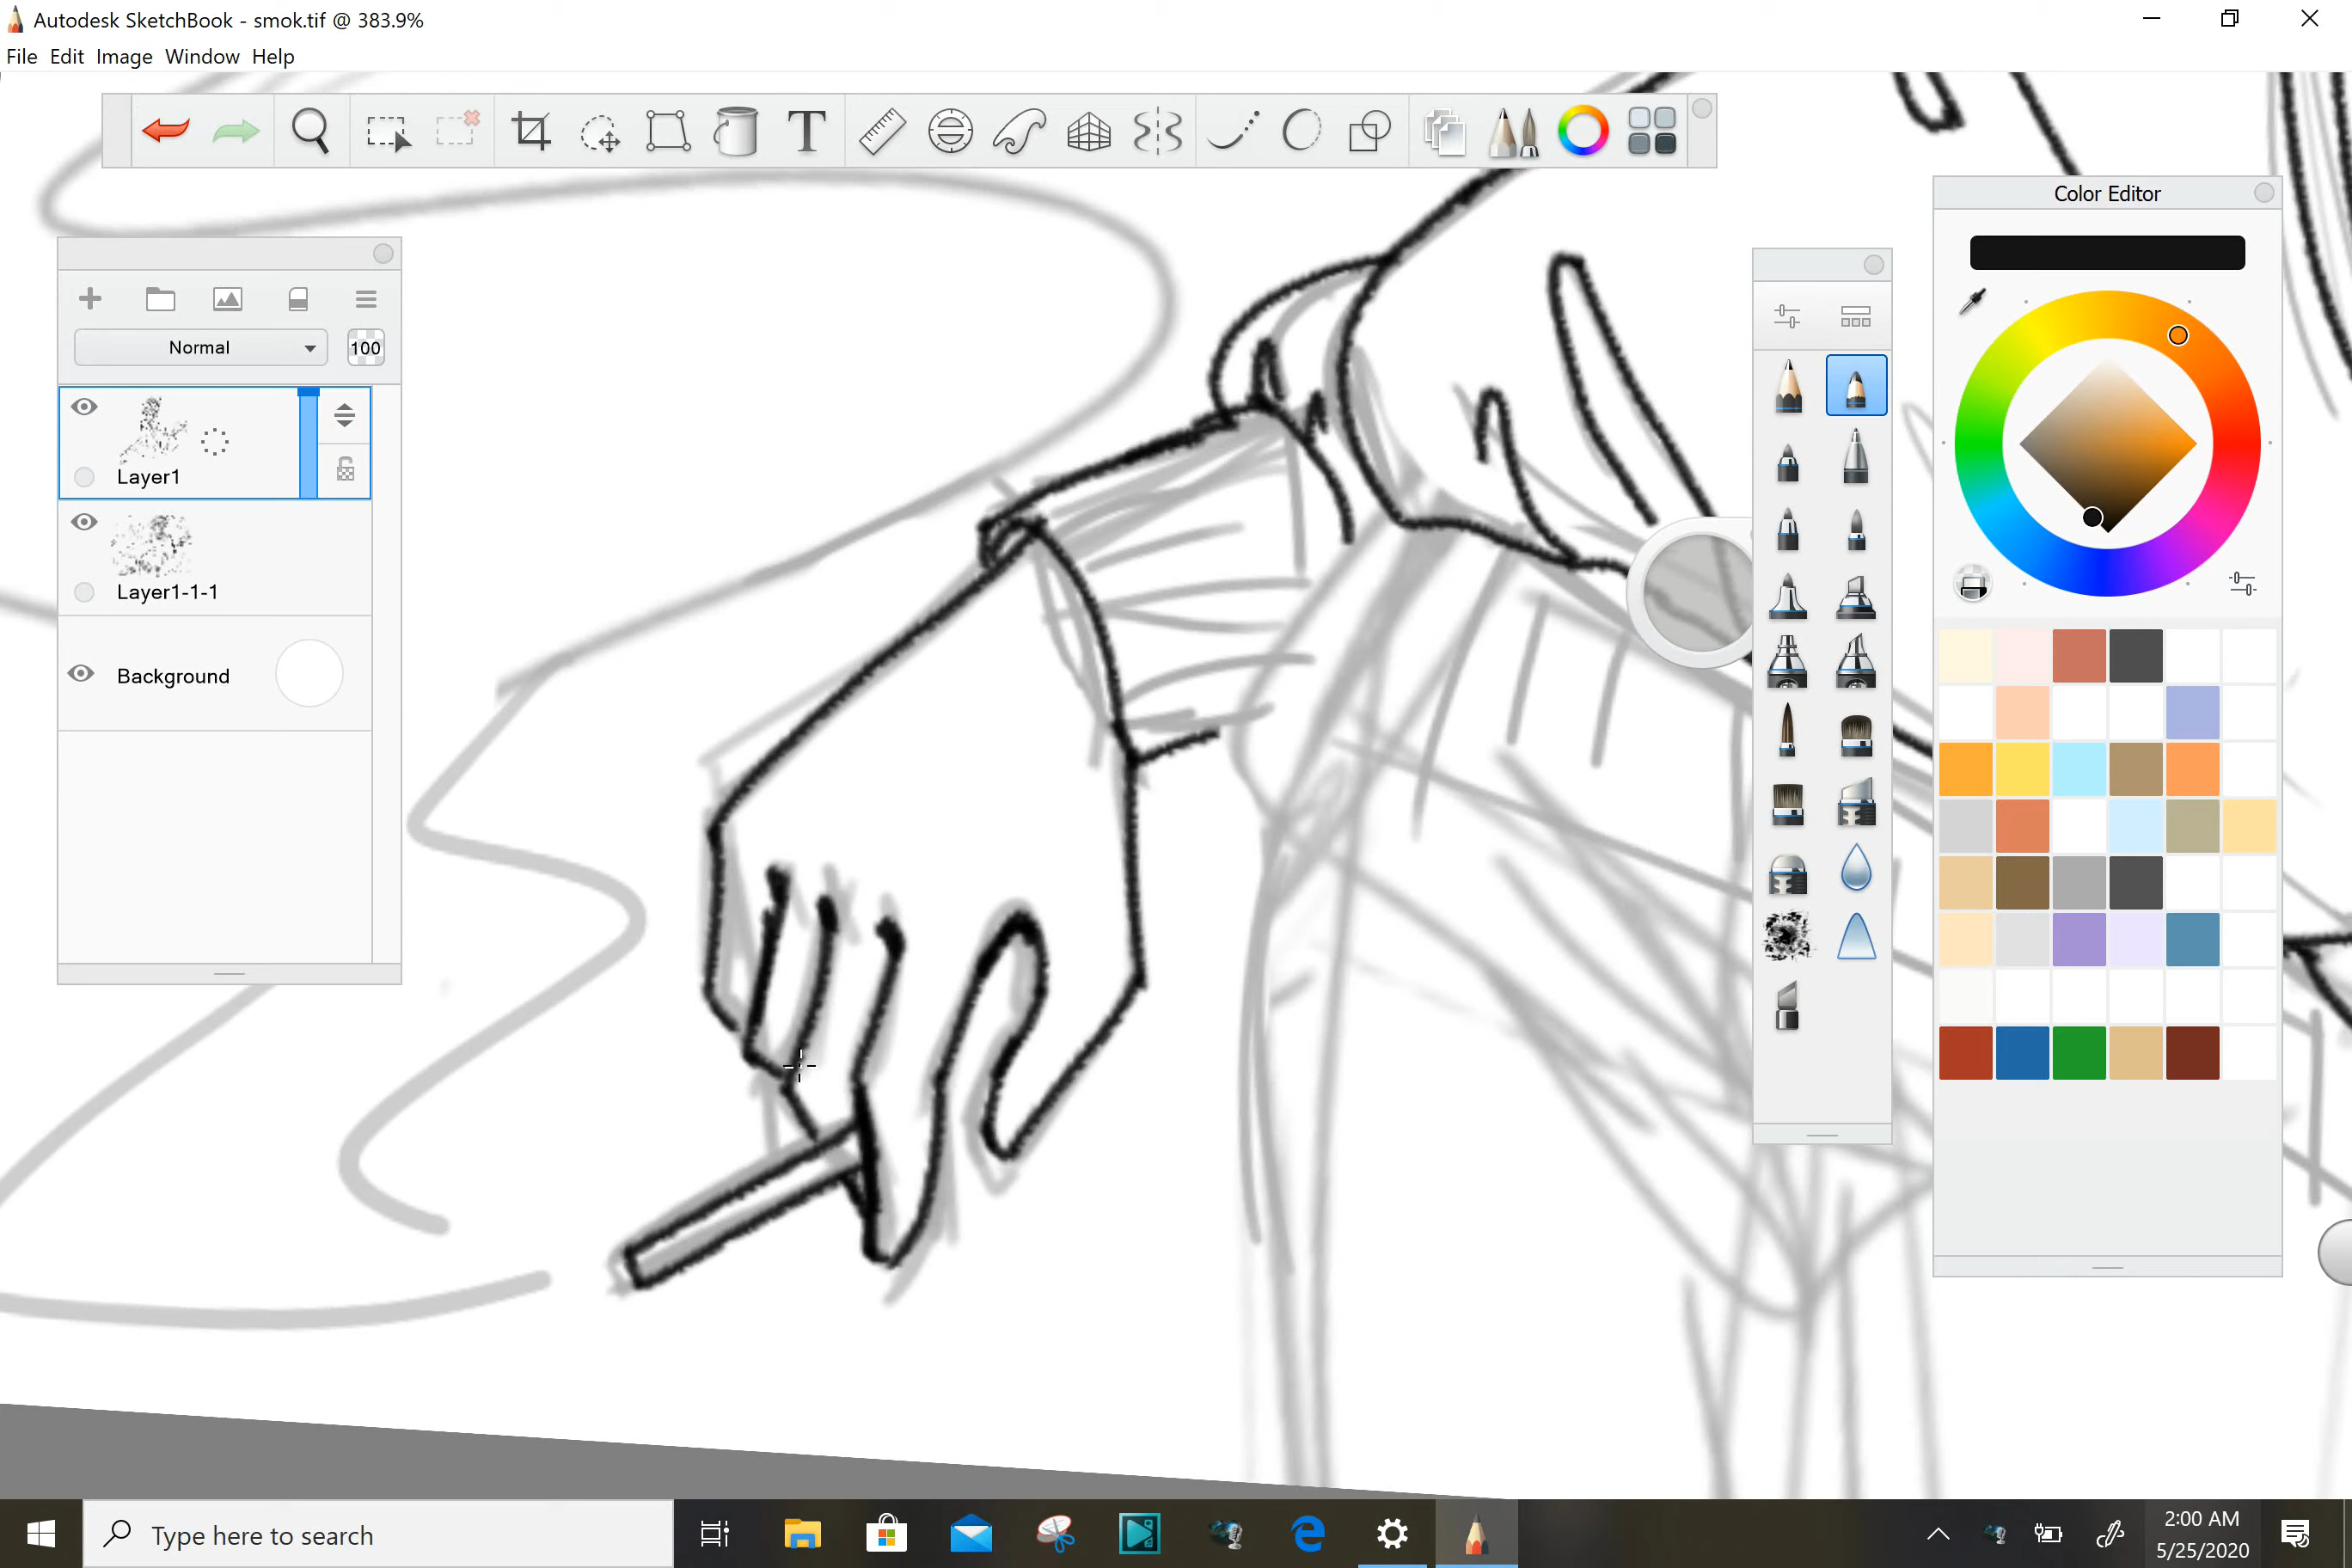 Autodesk SketchBook - smok.tif @ 383.9%
File Edit Image Window Help
T
Color Editor
Normal
100
Layer1
Layer1-1-1
Background
Type here to search
2:00 AM
5/25/2020